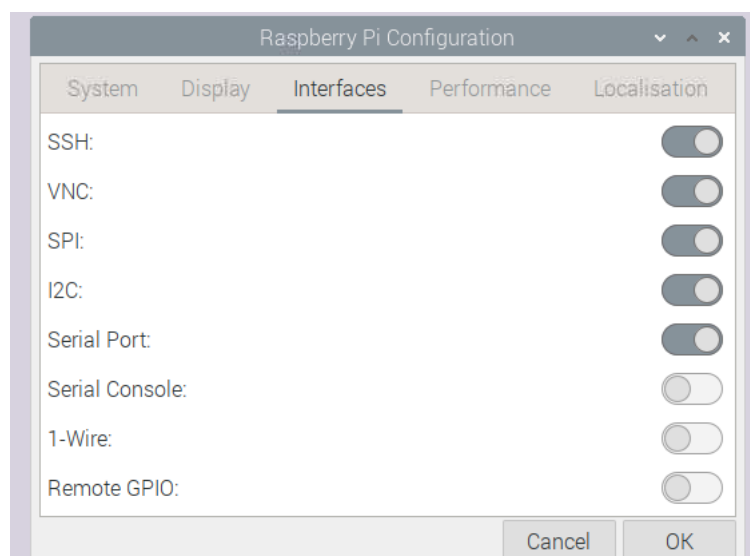 Raspberry Pi Configuration
System Display Interfaces Performance Localisation
SSH:
VNC:
SPI:
I2C:
Serial Port:
Serial Console:
1-Wire:
Remote GPIO:
Cancel OK